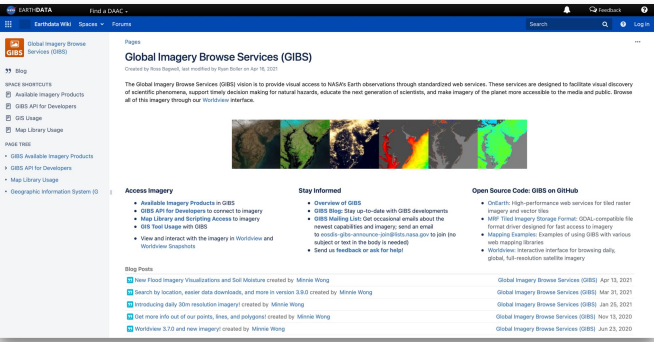 EARTHDATA
Find a DAAC
Feedback
Earthdata Wiki Spaces Forums
Search
Log in
GIBS
Global Imagery Browse
Services (GIBS)
Blog
SPACE SHORTCUTS
Available Imagery Products
GIBS API for Developers
GIS Usage
Map Library Usage
PAGE TREE
GIBS Available Imagery Products
GIBS API for Developers
Map Library Usage
Geographic Information System (G
Pages
Global Imagery Browse Services (GIBS)
Created by Ross Bagwell, last modified by Ryan Boller on Apr 16, 2021
The Global Imagery Browse Services (GIBS) vision is to provide visual access to NASA's Earth observations through standardized web services. These services are designed to facilitate visual discovery
of scientific phenomena, support timely decision making for natural hazards, educate the next generation of scientists, and make imagery of the planet more accessible to the media and public. Browse
all of this imagery through our Worldview interface.
Access Imagery
Available Imagery Products in GIBS
GIBS API for Developers to connect to imagery
Map Library and Scripting Access to imagery
GIS Tool Usage with GIBS
View and interact with the imagery in Worldview and
Worldview Snapshots
Stay Informed
Overview of GIBS
GIBS Blog: Stay up-to-date with GIBS developments
GIBS Mailing List: Get occasional emails about the
newest capabilities and imagery; send an email
to eosdis-gibs-announce-join@lists.nasa.gov to join (no
subject or text in the body is needed)
Send us feedback or ask for help!
Open Source Code: GIBS on GitHub
OnEarth: High-performance web services for tiled raster
imagery and vector tiles
MRF Tiled Imagery Storage Format: GDAL-compatible file
format driver designed for fast access to imagery
Mapping Examples: Examples of using GIBS with various
web mapping libraries
Worldview: Interactive interface for browsing daily,
global, full-resolution satellite imagery
Blog Posts
New Flood Imagery Visualizations and Soil Moisture created by Minnie Wong Global Imagery Browse Services (GIBS) Apr 13, 2021
Search by location, easier data downloads, and more in version 3.9.0 created by Minnie Wong Global Imagery Browse Services (GIBS) Mar 31, 2021
Introducing daily 30m resolution imagery! created by Minnie Wong Global Imagery Browse Services (GIBS) Jan 25, 2021
Get more info out of our points, lines, and polygons! created by Minnie Wong Global Imagery Browse Services (GIBS) Nov 13, 2020
Worldview 3.7.0 and new imagery! created by Minnie Wong Global Imagery Browse Services (GIBS) Jun 23, 2020